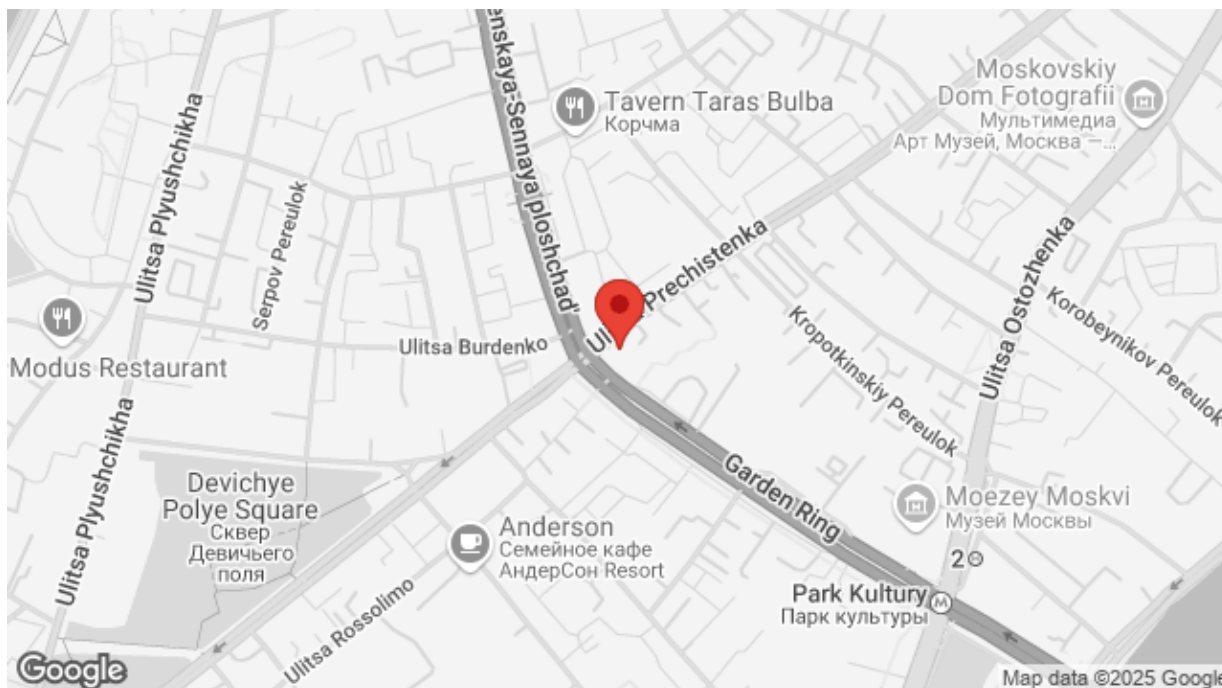 enskaya-Sennaya ploshchad'
Ulitsa Plyushchikha
Tavern Taras Bulba
Корчма
Moskovskiy
Dom Fotografii
Мультимедиа
Арт Музей, Москва —…
Serpov Pereulok
Prechistenka
Ulitsa Ostozhenka
Korobeynikov Pereulok
Kropotkinskiy Pereulok
Modus Restaurant
Ulitsa Burdenko
Garden Ring
Devichye
Polye Square
Сквер
Девичьего
поля
Ulitsa Plyushchikha
Anderson
Семейное кафе
АндерСон Resort
Moezey Moskvi
Музей Москвы
2
Park Kultury
Парк культуры
M
Ulitsa Rossolimo
Google
Map data ©2025 Google